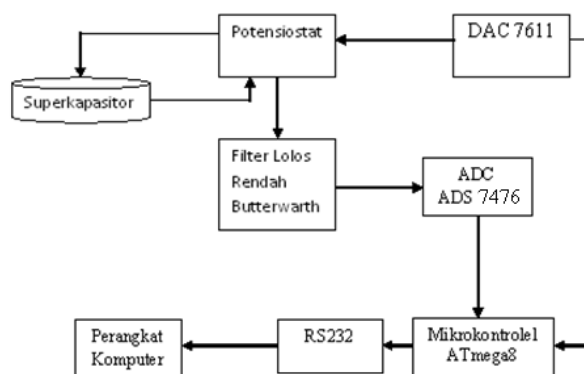 Potensiostat
DAC 7611
Superkapasitor
Filter Lolos
Rendah
Butterwarth
ADC
ADS 7476
Perangkat
Komputer
RS232
Mikrokontrolel
ATmega8